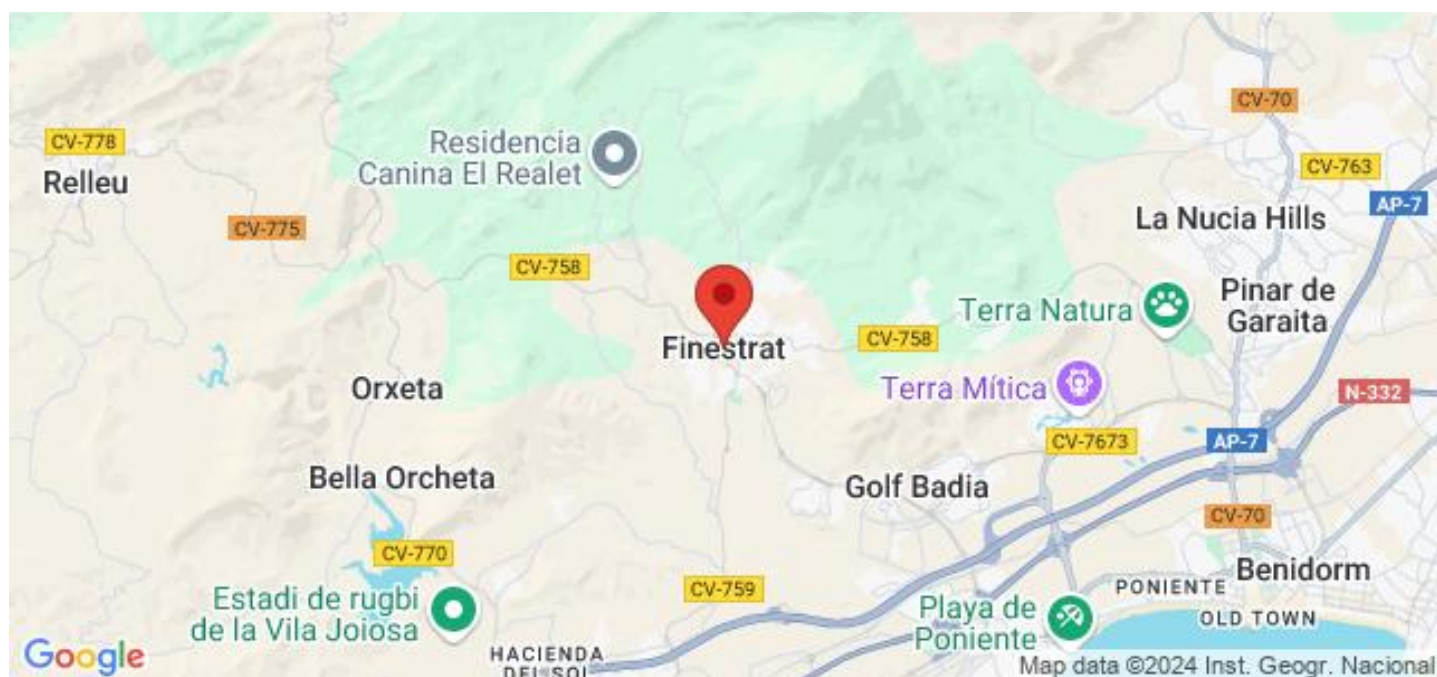 CV-70
CV-778
Relleu
Residencia
Canina El Realet
CV-763
AP-7
La Nucia Hills
CV-775
CV-758
Terra Natura
Pinar de
Garaita
Finestrat
CV-758
Orxeta
Terra Mítica
N-332
CV-7673
AP-7
Bella Orcheta
Golf Badia
CV-70
CV-770
Benidorm
CV-759
PONIENTE
Estadi de rugbi
de la Vila Joiosa
Playa de
Poniente
OLD TOWN
HACIENDA
DEL SOL
Google
Map data ©2024 Inst. Geogr. Nacional